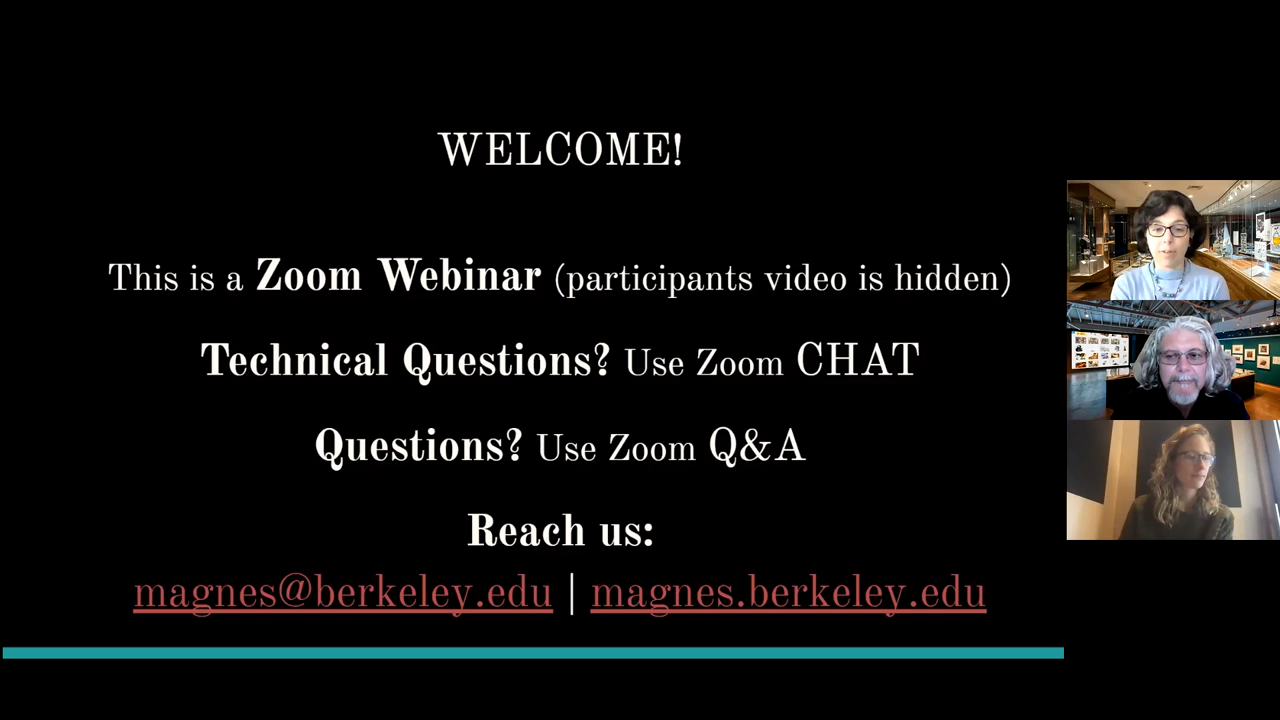 WELCOME!
This is a Zoom Webinar (participants video is hidden)
Technical Questions? Use Zoom CHAT
Questions? Use Zoom Q&A
Reach us:
magnes@berkeley.edu | magnes.berkeley.edu